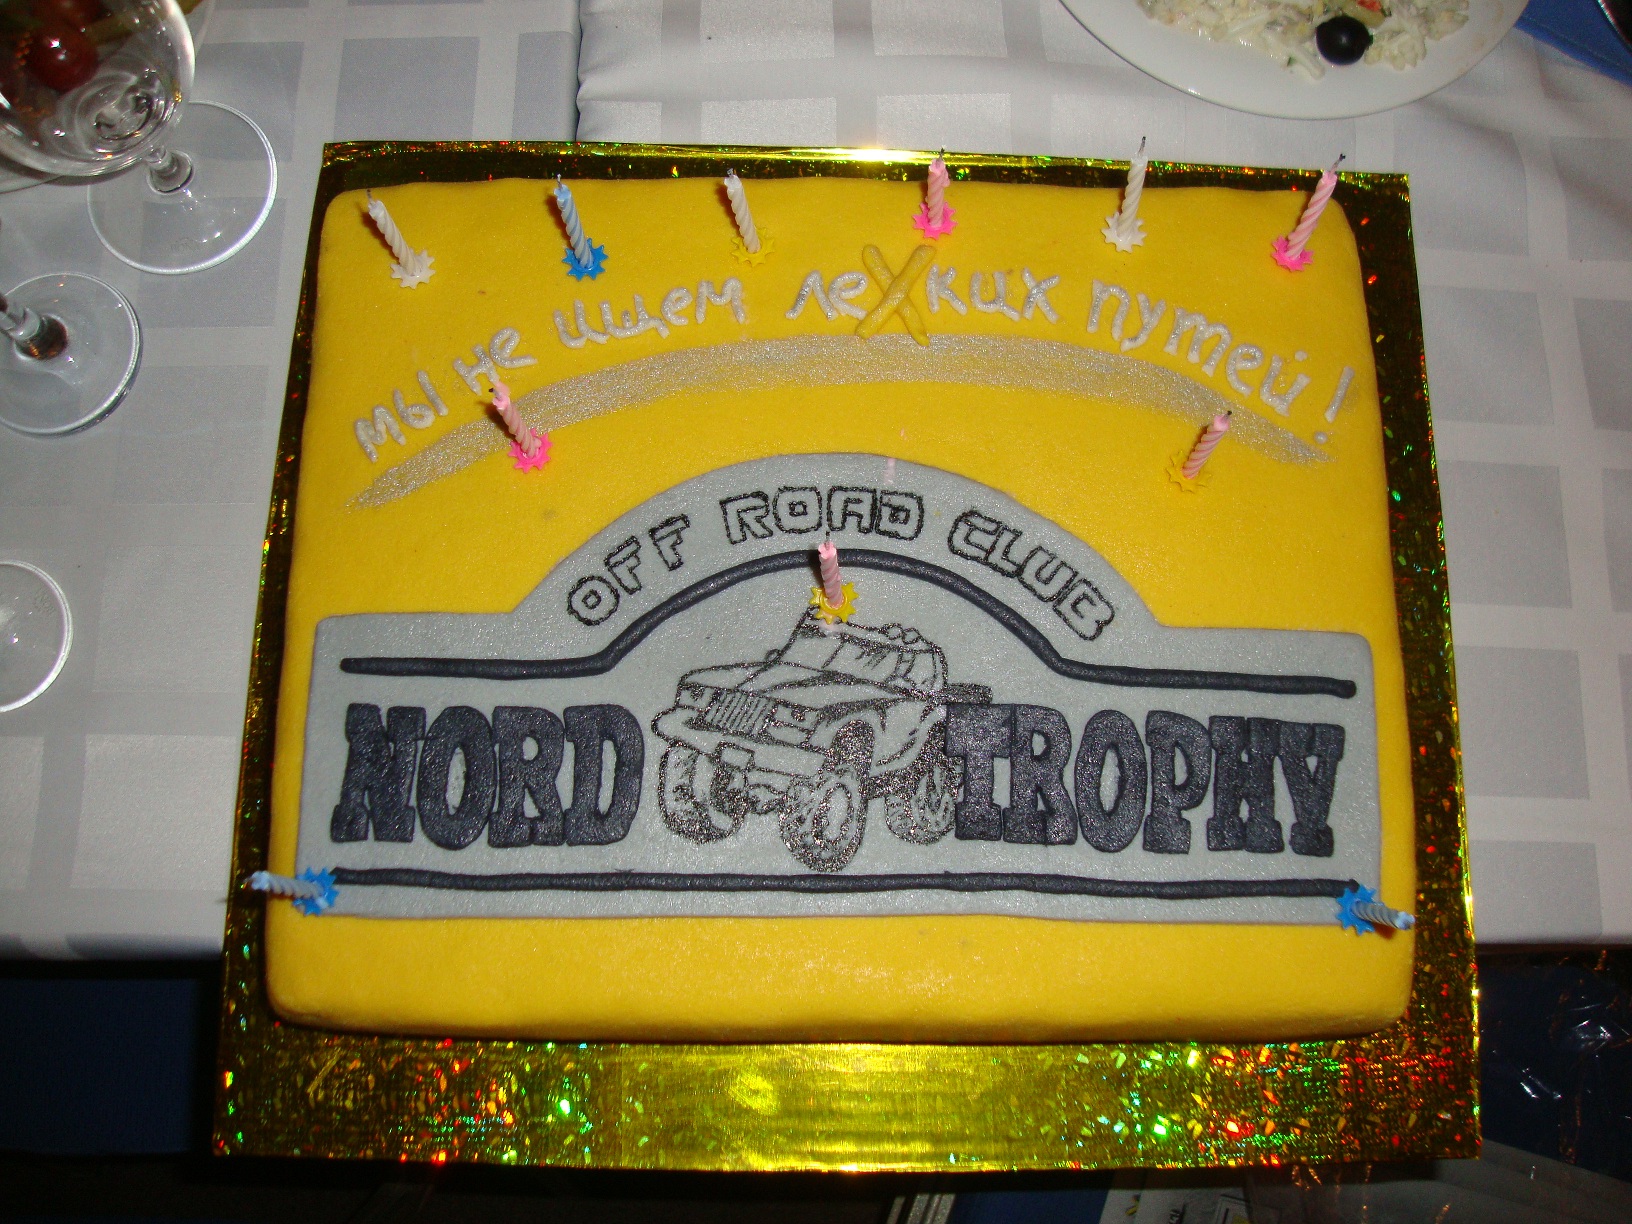 мы не ищем леХких путей!
OFF ROAD CLUB
NORD TROPHY